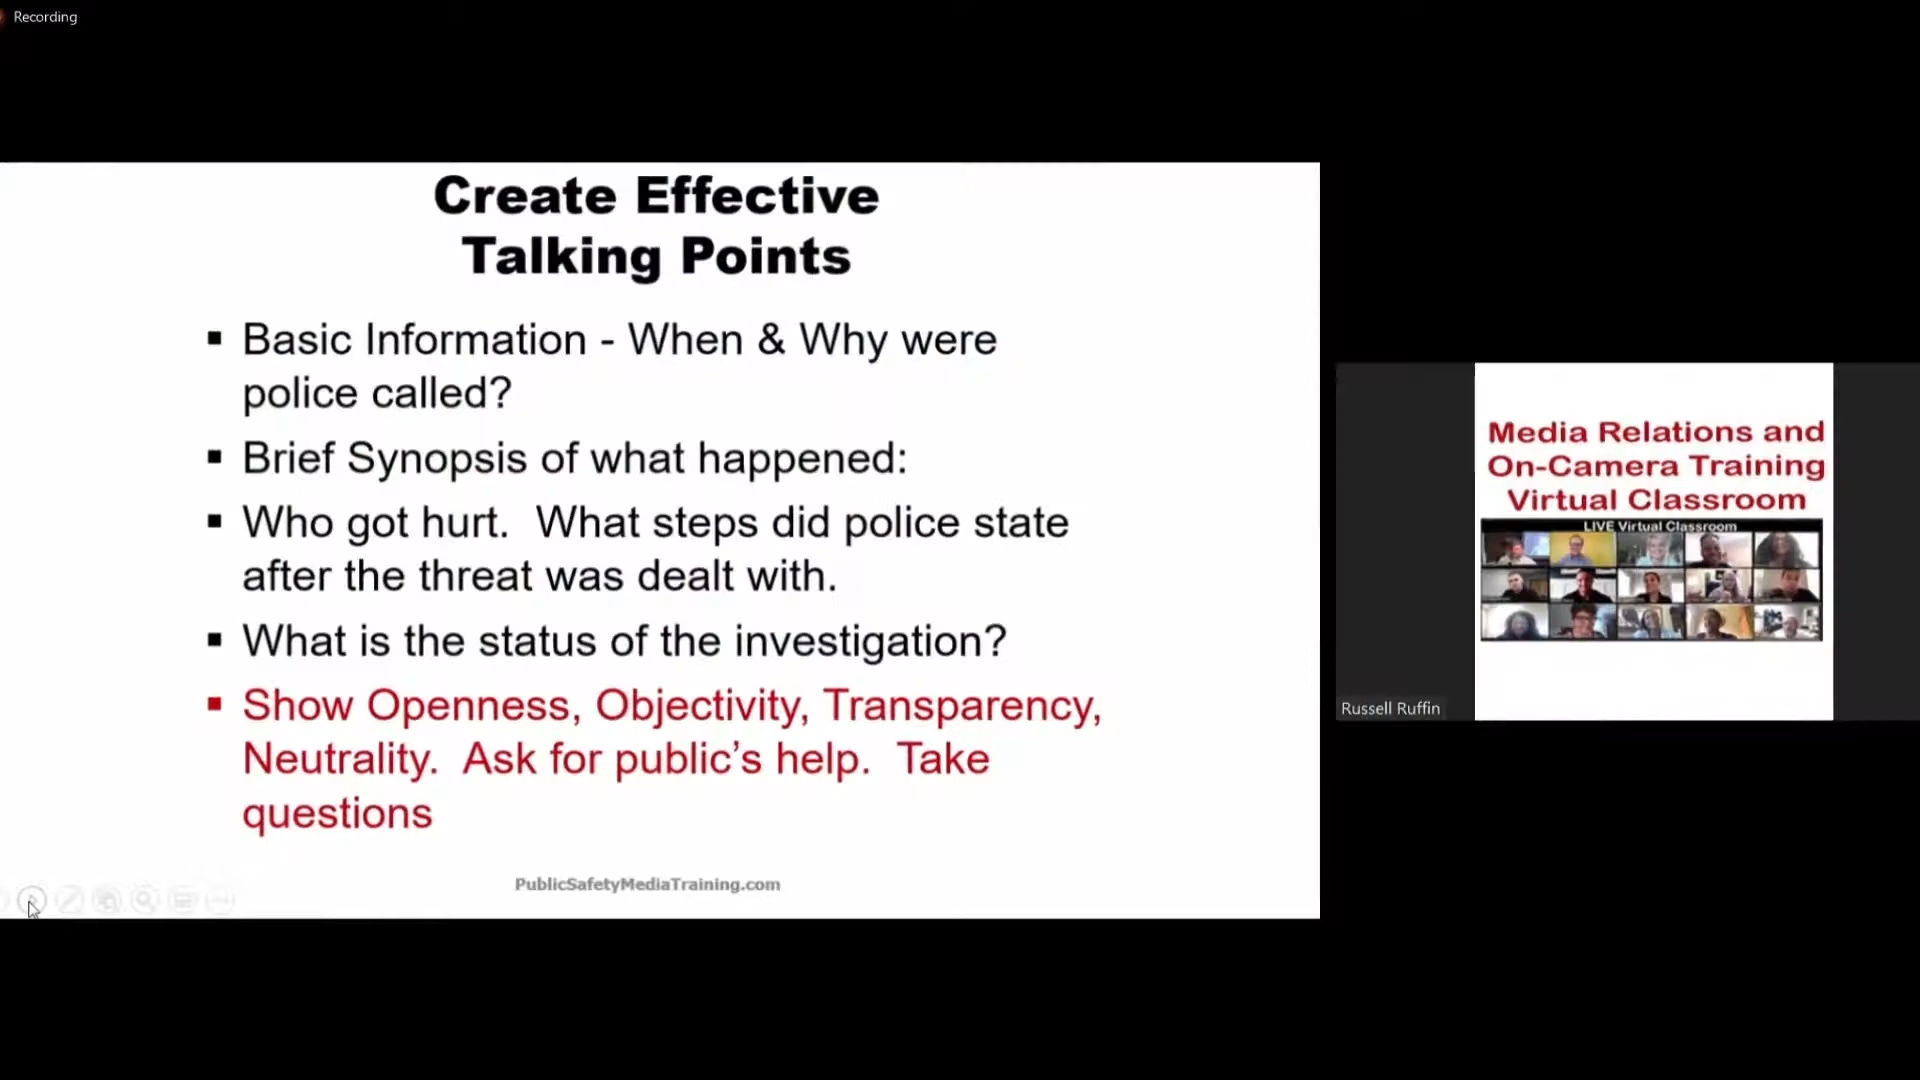 Recording
Create Effective
Talking Points
▪ Basic Information - When & Why were
police called?
▪ Brief Synopsis of what happened:
▪ Who got hurt.  What steps did police state
after the threat was dealt with.
▪ What is the status of the investigation?
▪ Show Openness, Objectivity, Transparency,
Neutrality.  Ask for public’s help.  Take
questions
PublicSafetyMediaTraining.com
Media Relations and
On-Camera Training
Virtual Classroom
LIVE Virtual Classroom
Russell Ruffin